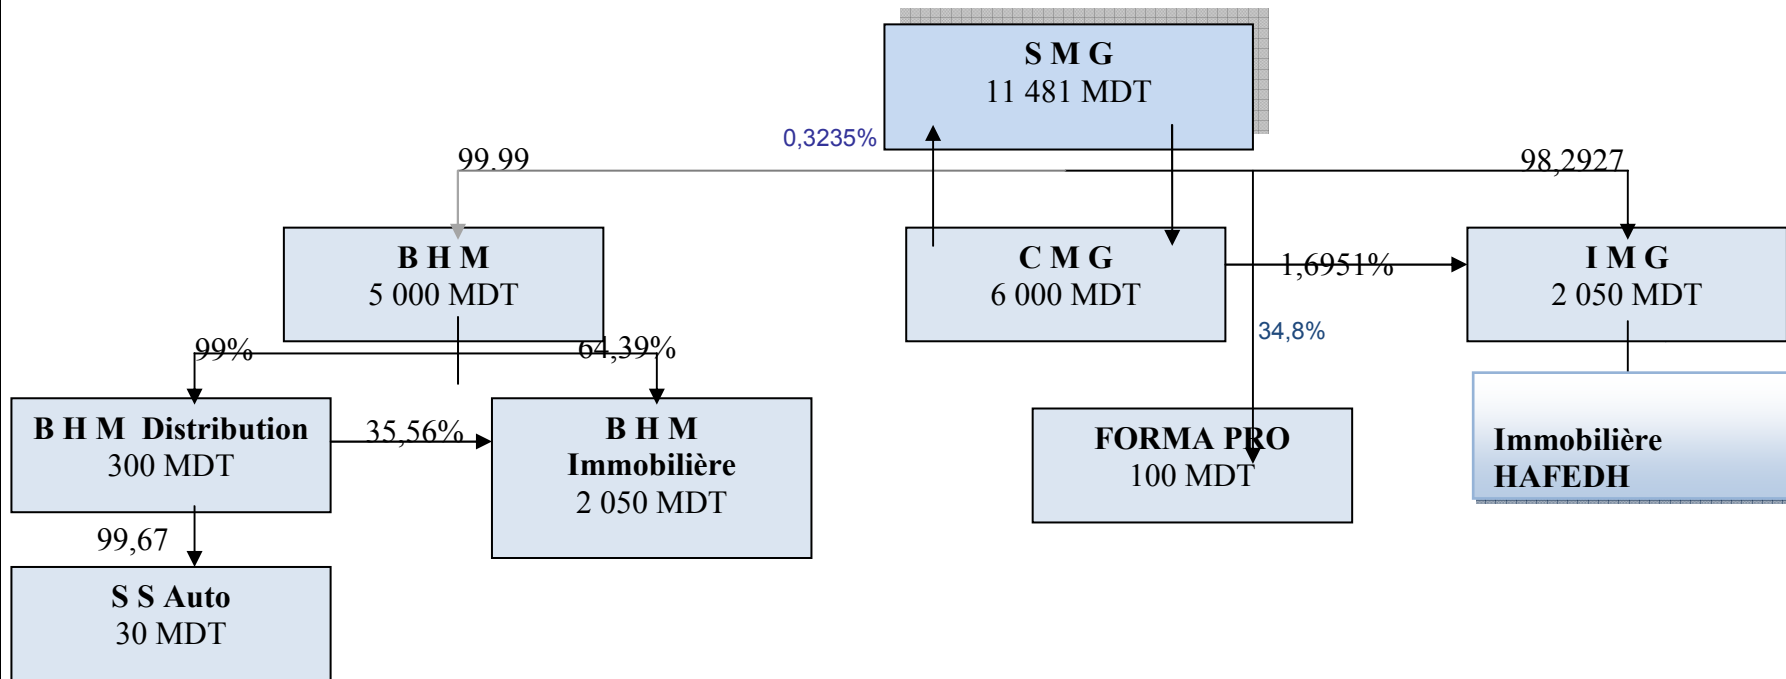 S M G
11 481 MDT
0,3235%
99,99
98,2927
B H M
5 000 MDT
C M G
6 000 MDT
1,6951%
I M G
2 050 MDT
34,8%
99%
64,39%
B H M Distribution
300 MDT
35,56%
B H M
Immobilière
2 050 MDT
FORMA PRO
100 MDT
Immobilière
HAFEDH
99,67
S S Auto
30 MDT